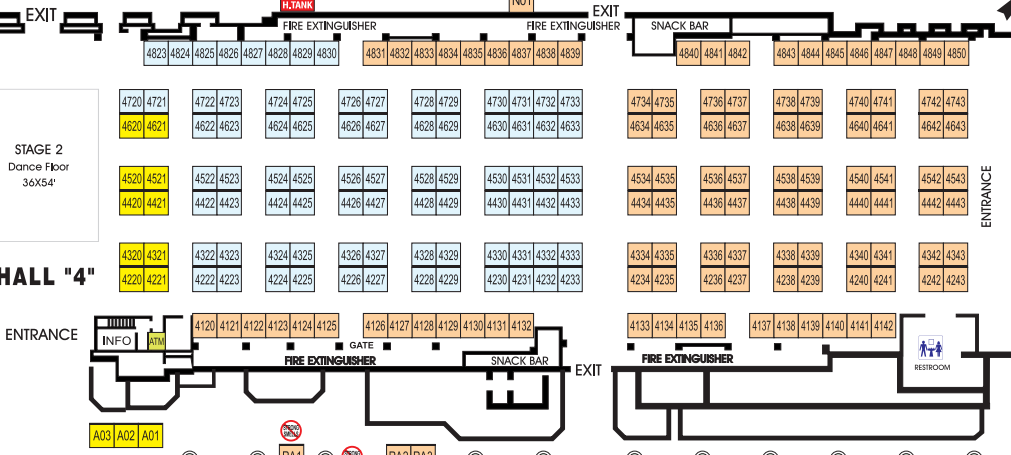 H.TANK
N01
EXIT
EXIT
FIRE EXTINGUISHER
FIRE EXTINGUISHER
SNACK BAR
4823 4824 4825 4826 4827 4828 4829 4830
4831 4832 4833 4834 4835 4836 4837 4838 4839
4840 4841 4842
4843 4844 4845 4846 4847 4848 4849 4850
4720 4721 4722 4723 4724 4725 4726 4727 4728 4729 4730 4731 4732 4733 4734 4735 4736 4737 4738 4739 4740 4741 4742 4743
4620 4621 4622 4623 4624 4625 4626 4627 4628 4629 4630 4631 4632 4633 4634 4635 4636 4637 4638 4639 4640 4641 4642 4643
STAGE 2
Dance Floor
36X54'
4520 4521 4522 4523 4524 4525 4526 4527 4528 4529 4530 4531 4532 4533 4534 4535 4536 4537 4538 4539 4540 4541 4542 4543
4420 4421 4422 4423 4424 4425 4426 4427 4428 4429 4430 4431 4432 4433 4434 4435 4436 4437 4438 4439 4440 4441 4442 4443
ENTRANCE
4320 4321 4322 4323 4324 4325 4326 4327 4328 4329 4330 4331 4332 4333 4334 4335 4336 4337 4338 4339 4340 4341 4342 4343
4220 4221 4222 4223 4224 4225 4226 4227 4228 4229 4230 4231 4232 4233 4234 4235 4236 4237 4238 4239 4240 4241 4242 4243
HALL "4"
ENTRANCE
INFO
ATM
4120 4121 4122 4123 4124 4125
4126 4127 4128 4129 4130 4131 4132
4133 4134 4135 4136
4137 4138 4139 4140 4141 4142
GATE
FIRE EXTINGUISHER
SNACK BAR
EXIT
FIRE EXTINGUISHER
RESTROOM
A03 A02 A01
STRONG
SMELLS